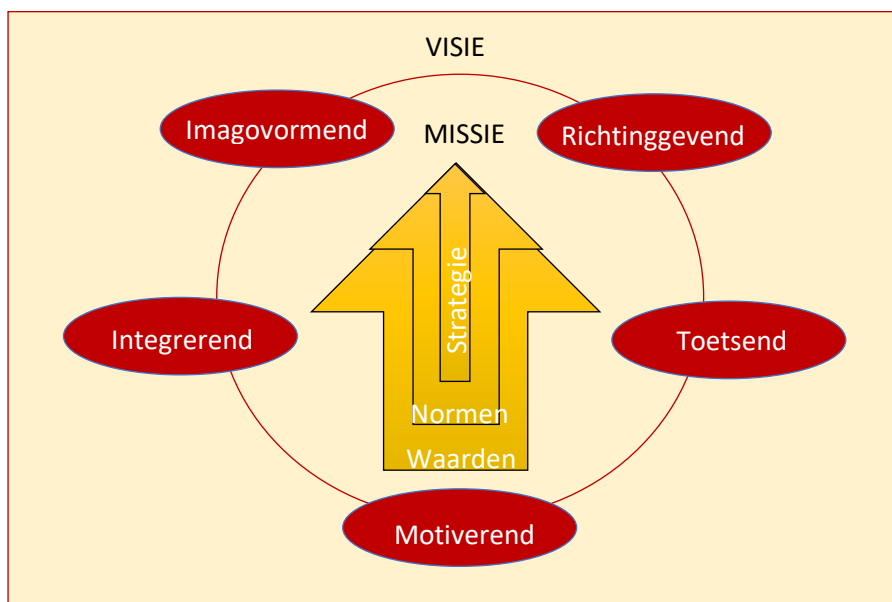 VISIE
Imagovormend
MISSIE
Richtinggevend
Strategie
Integrerend
Toetsend
Normen
Waarden
Motiverend